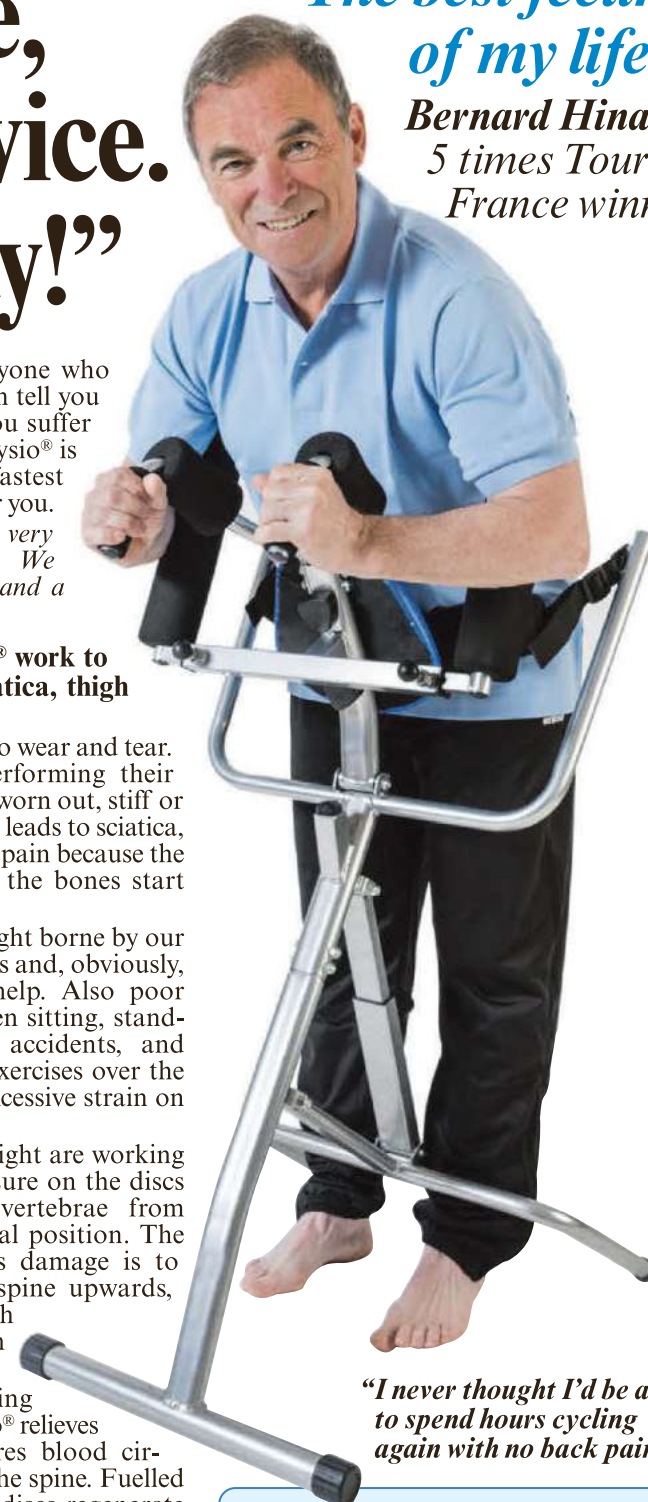 e,
vice.
y!”
of my life
Bernard Hina
5 times Tour
France winn
yone who
n tell you
ou suffer
ysio® is
fastest
r you.
very
We
and a
® work to
atica, thigh
o wear and tear.
erforming their
worn out, stiff or
leads to sciatica,
pain because the
the bones start
ght borne by our
s and, obviously,
help. Also poor
en sitting, stand-
accidents, and
xercises over the
cessive strain on
ight are working
sure on the discs
vertebrae from
al position. The
s damage is to
spine upwards,
h
n
ing
o® relieves
res blood cir-
he spine. Fuelled
discs regenerate
“I never thought I’d be a
to spend hours cycling
again with no back pain